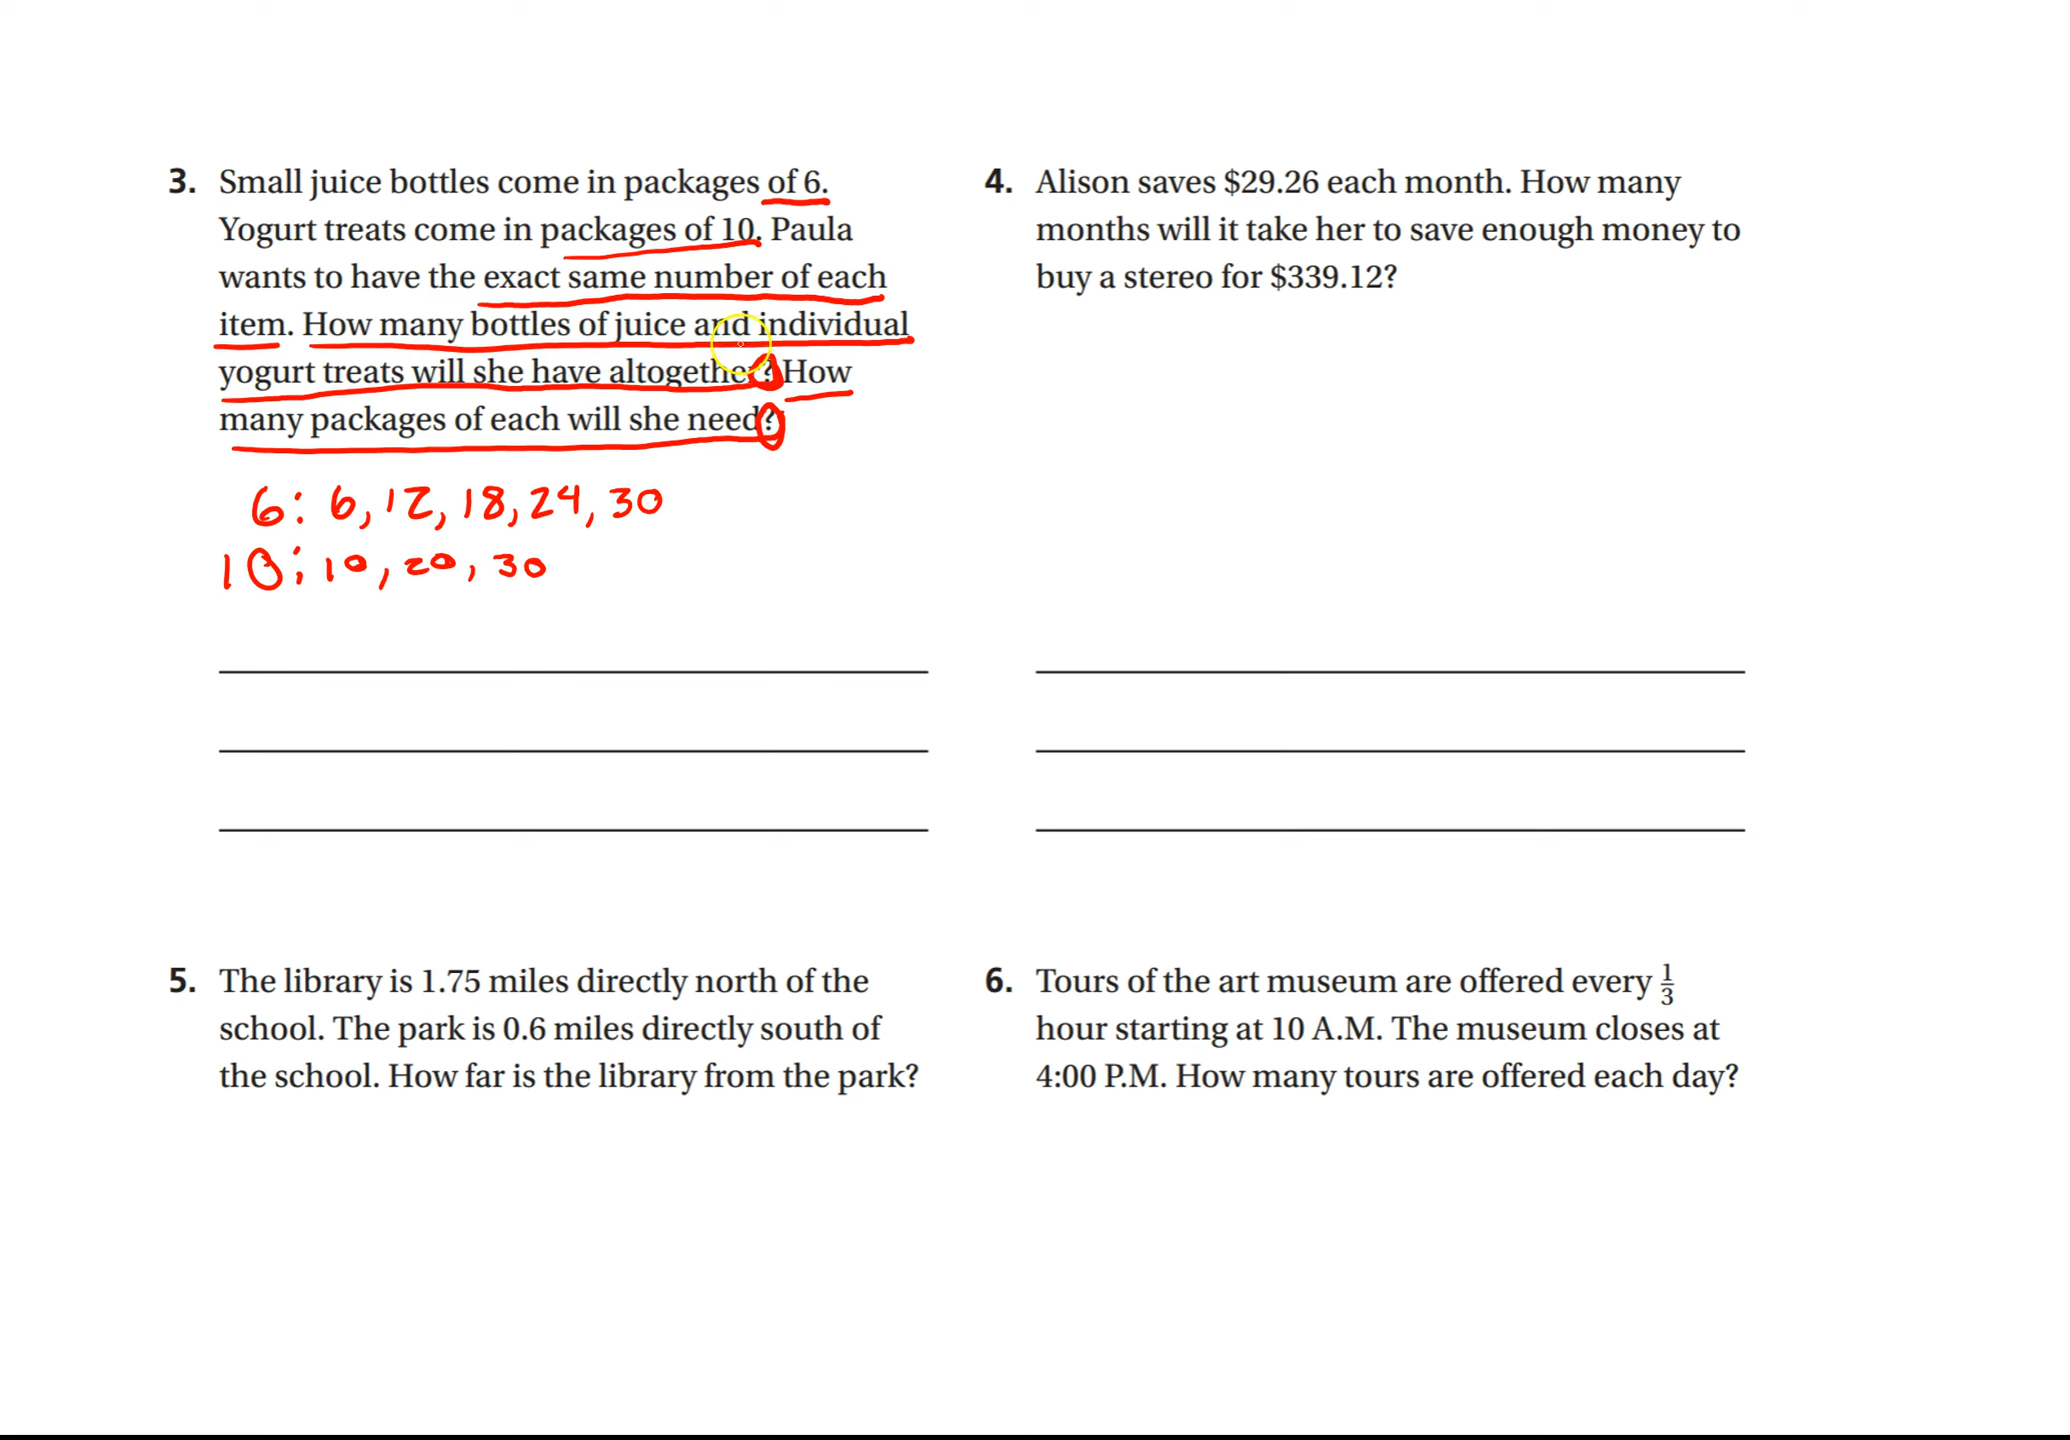 3. Small juice bottles come in packages of 6.
Yogurt treats come in packages of 10. Paula
wants to have the exact same number of each
item. How many bottles of juice and individual
yogurt treats will she have altogether? How
many packages of each will she need?
6: 6, 12, 18, 24, 30
10: 10, 20, 30
4. Alison saves $29.26 each month. How many
months will it take her to save enough money to
buy a stereo for $339.12?
5. The library is 1.75 miles directly north of the
school. The park is 0.6 miles directly south of
the school. How far is the library from the park?
6. Tours of the art museum are offered every 1/3
hour starting at 10 A.M. The museum closes at
4:00 P.M. How many tours are offered each day?